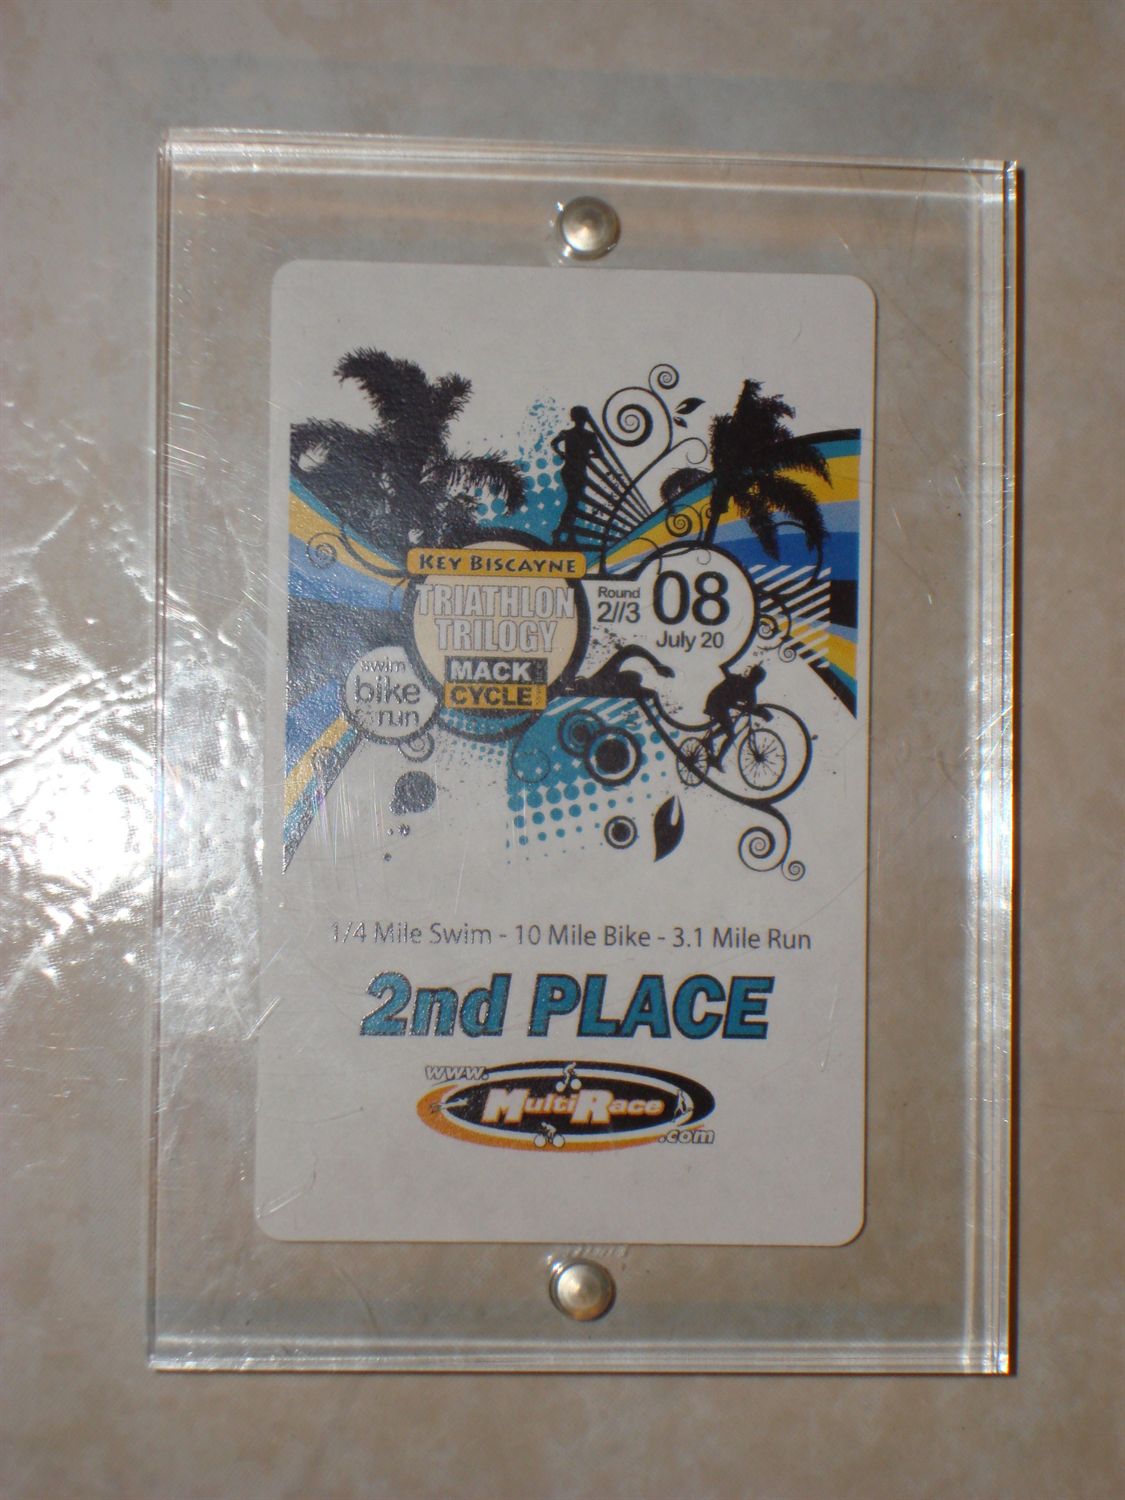 KEY BISCAYNE
TRIATHLON
TRILOGY
MACK
CYCLE
Round
2//3
08
July 20
swim
bike
run
1/4 Mile Swim - 10 Mile Bike - 3.1 Mile Run
2nd PLACE
www.
MultiRace
.com